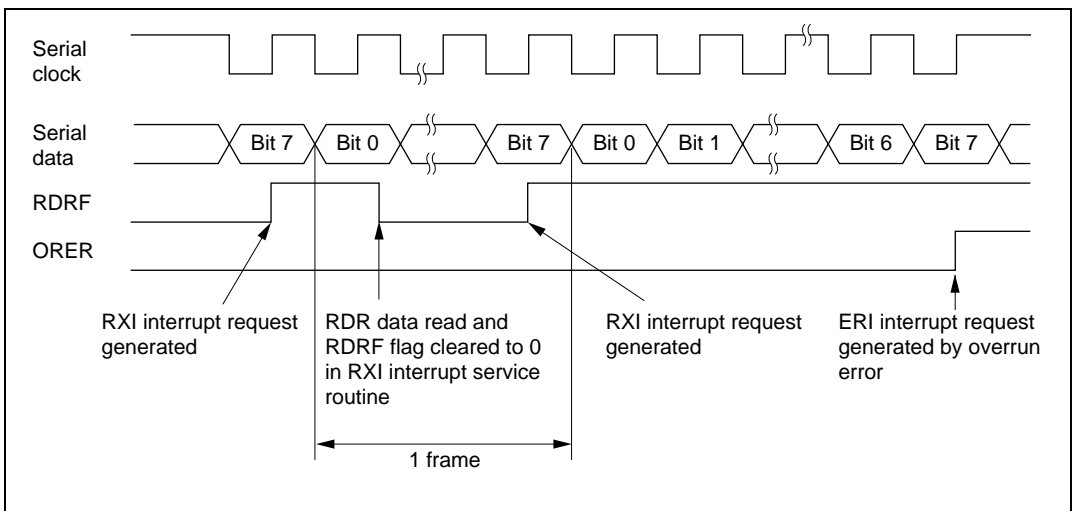 Serial
clock
Serial
data
Bit 7 Bit 0 Bit 7 Bit 0 Bit 1 Bit 6 Bit 7
RDRF
ORER
RXI interrupt request
generated
RDR data read and
RDRF flag cleared to 0
in RXI interrupt service
routine
RXI interrupt request
generated
ERI interrupt request
generated by overrun
error
1 frame